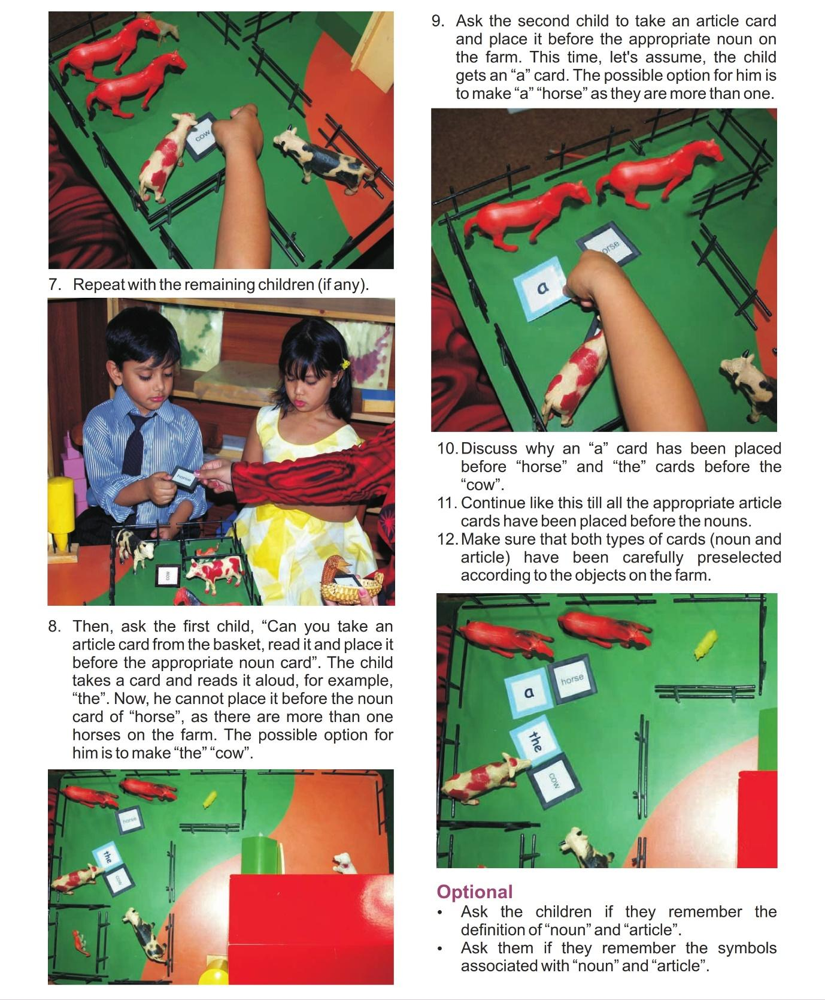 cow
7. Repeat with the remaining children (if any).
horse
cow
8. Then, ask the first child, “Can you take an
article card from the basket, read it and place it
before the appropriate noun card”. The child
takes a card and reads it aloud, for example,
“the”. Now, he cannot place it before the noun
card of “horse”, as there are more than one
horses on the farm. The possible option for
him is to make “the” “cow”.
horse
the
cow
9. Ask the second child to take an article card
and place it before the appropriate noun on
the farm. This time, let's assume, the child
gets an “a” card. The possible option for him is
to make “a” “horse” as they are more than one.
orse
a
10. Discuss why an “a” card has been placed
before “horse” and “the” cards before the
“cow”.
11. Continue like this till all the appropriate article
cards have been placed before the nouns.
12. Make sure that both types of cards (noun and
article) have been carefully preselected
according to the objects on the farm.
a horse
the
cow
Optional
• Ask the children if they remember the
definition of “noun” and “article”.
• Ask them if they remember the symbols
associated with “noun” and “article”.